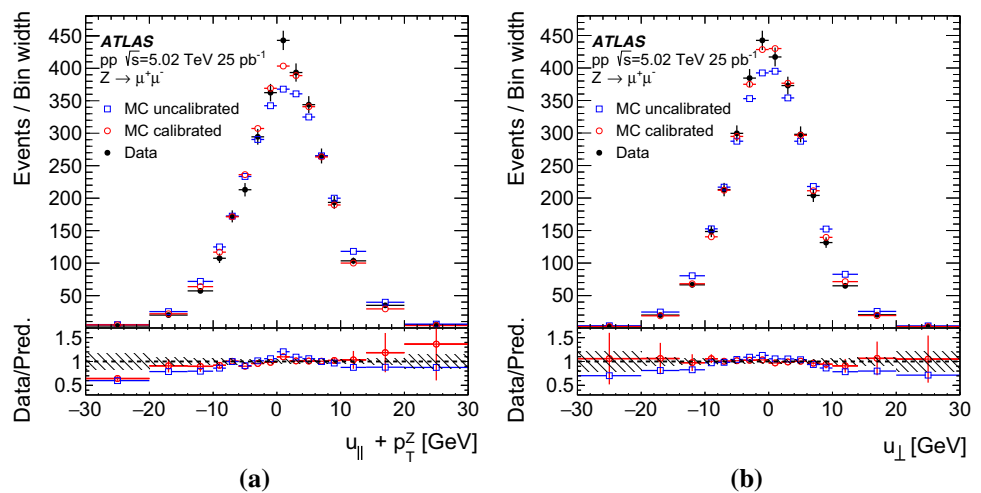 ATLAS
pp √s=5.02 TeV 25 pb⁻¹
Z → μ⁺μ⁻
MC uncalibrated
MC calibrated
Data
Events / Bin width
450
400
350
300
250
200
150
100
50
Data/Pred.
1.5
1
0.5
−30 −20 −10 0 10 20 30
u|| + p_T^Z [GeV]
(a)
ATLAS
pp √s=5.02 TeV 25 pb⁻¹
Z → μ⁺μ⁻
MC uncalibrated
MC calibrated
Data
Events / Bin width
450
400
350
300
250
200
150
100
50
Data/Pred.
1.5
1
0.5
−30 −20 −10 0 10 20 30
u⊥ [GeV]
(b)